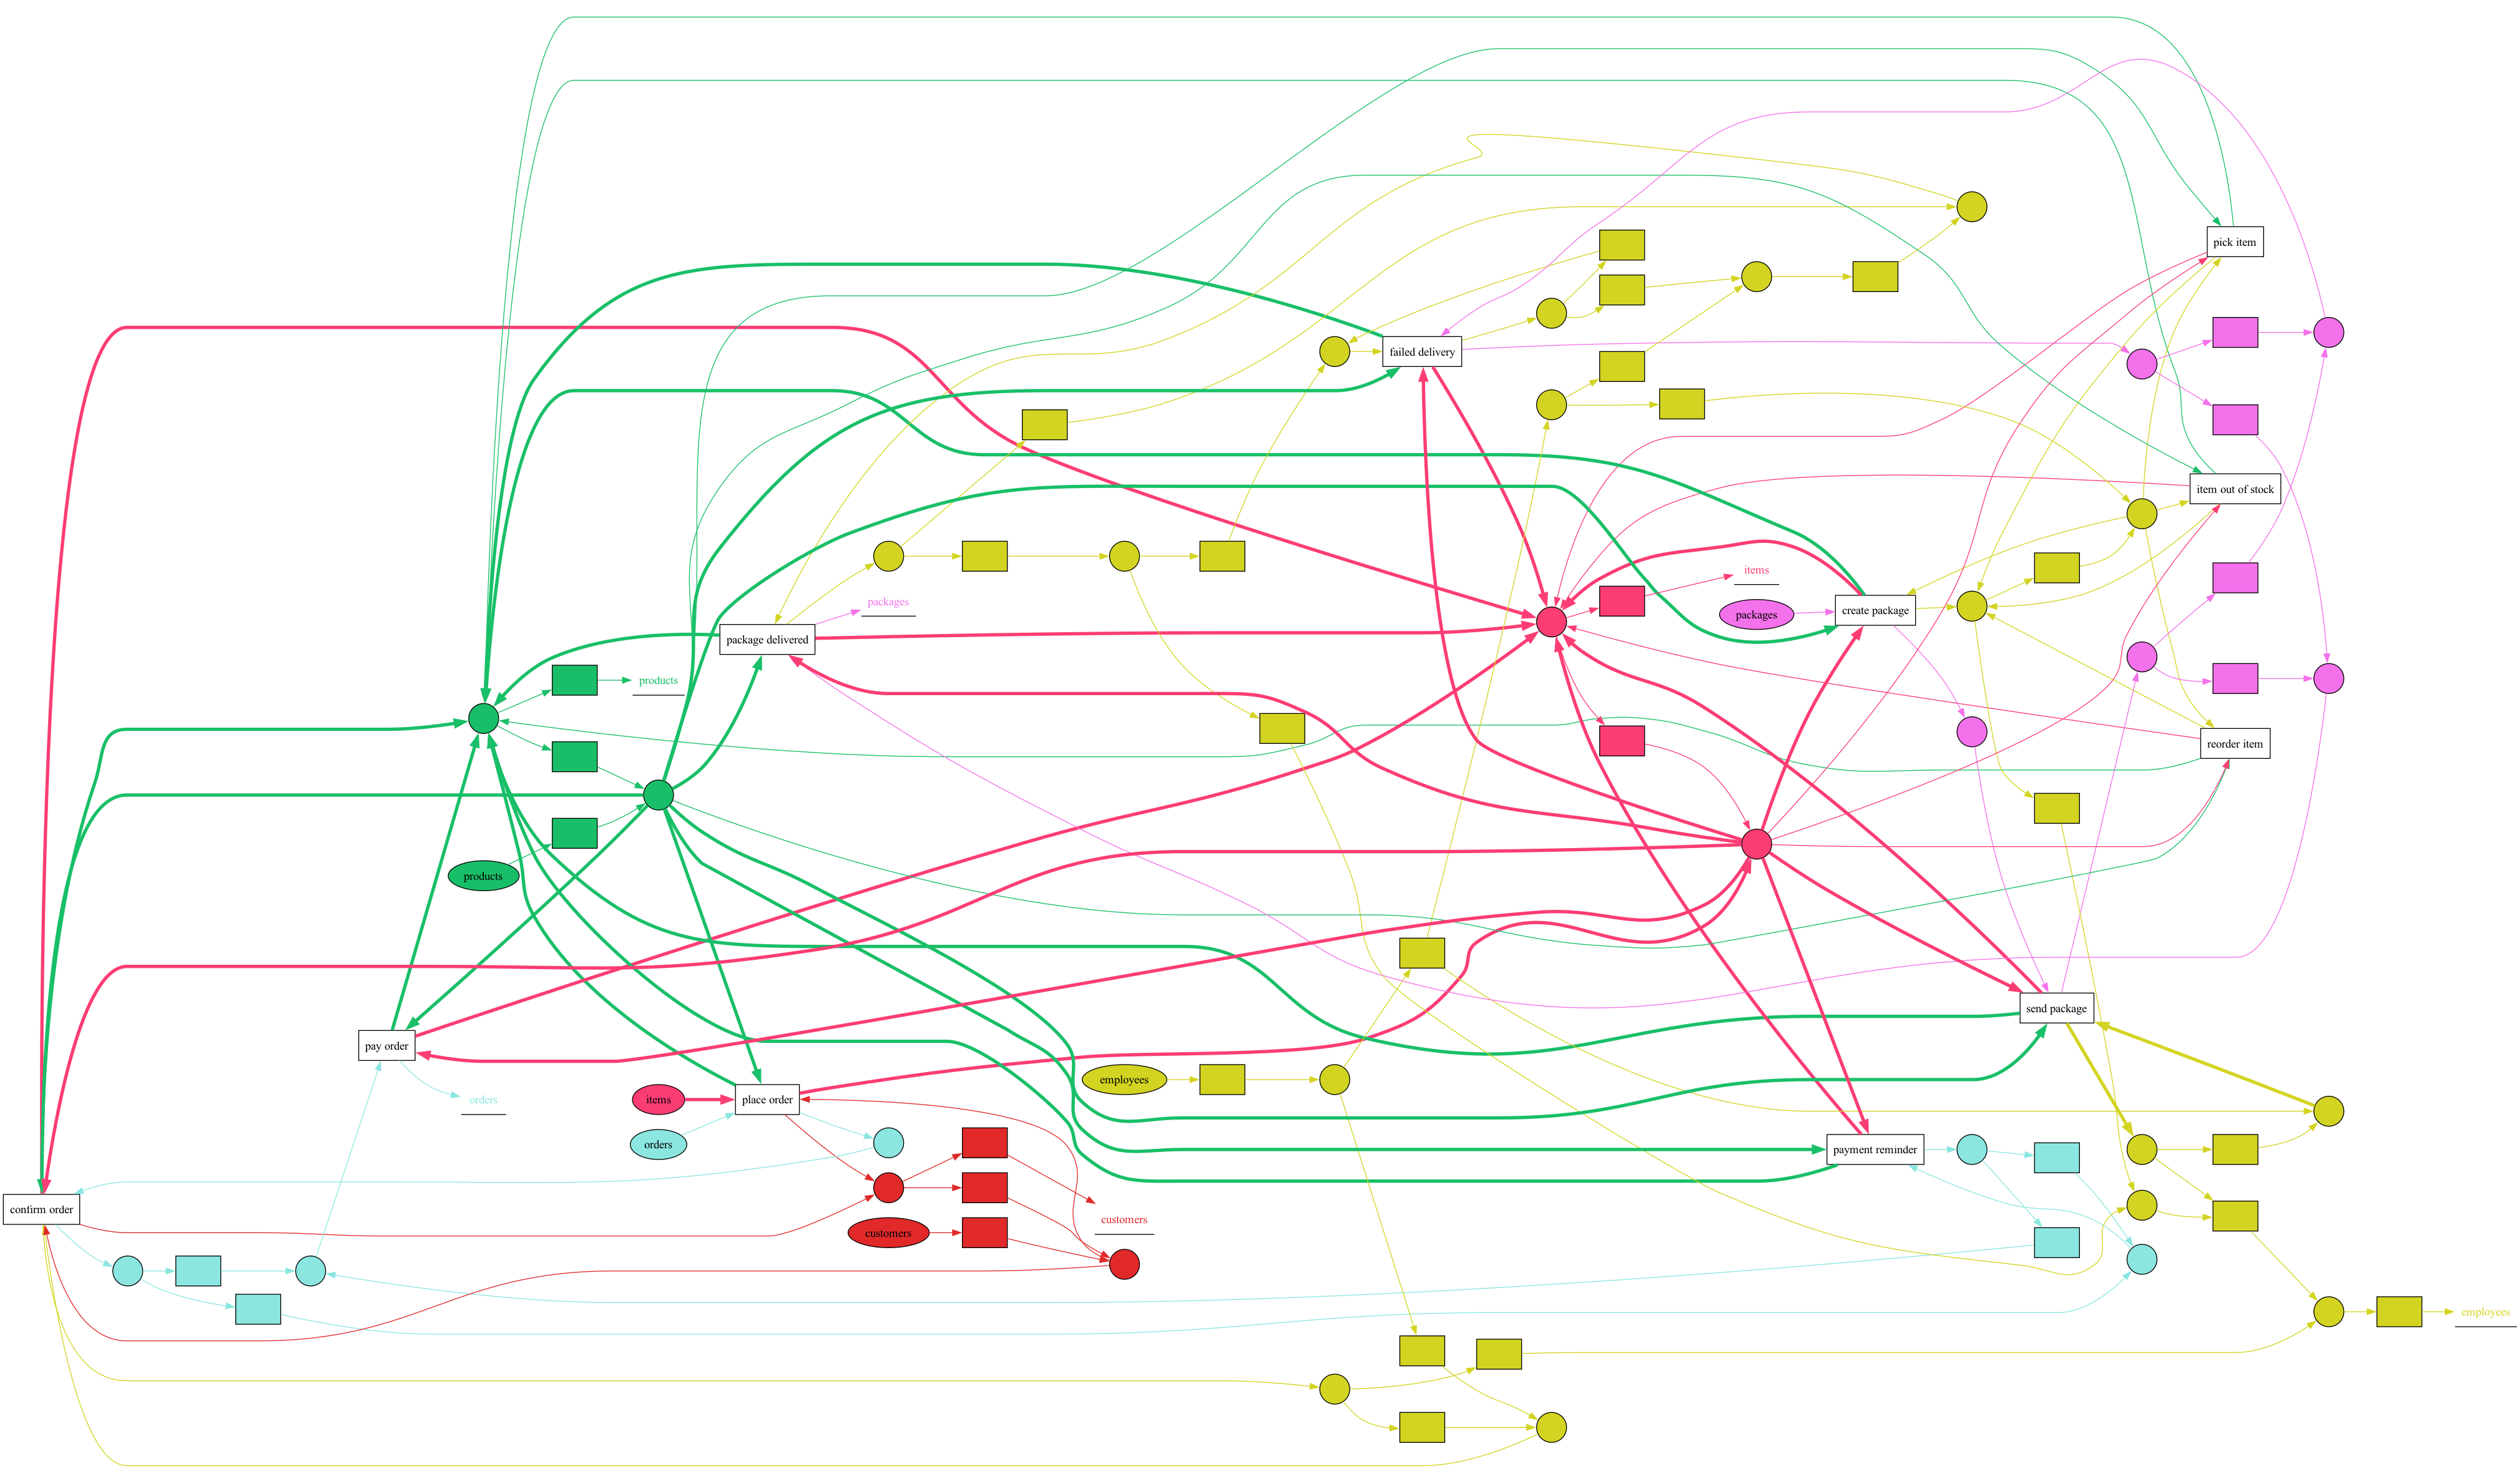 pick item
failed delivery
item out of stock
items
packages
packages
create package
package delivered
products
reorder item
products
send package
pay order
employees
orders
items
place order
orders
payment reminder
confirm order
customers
customers
employees